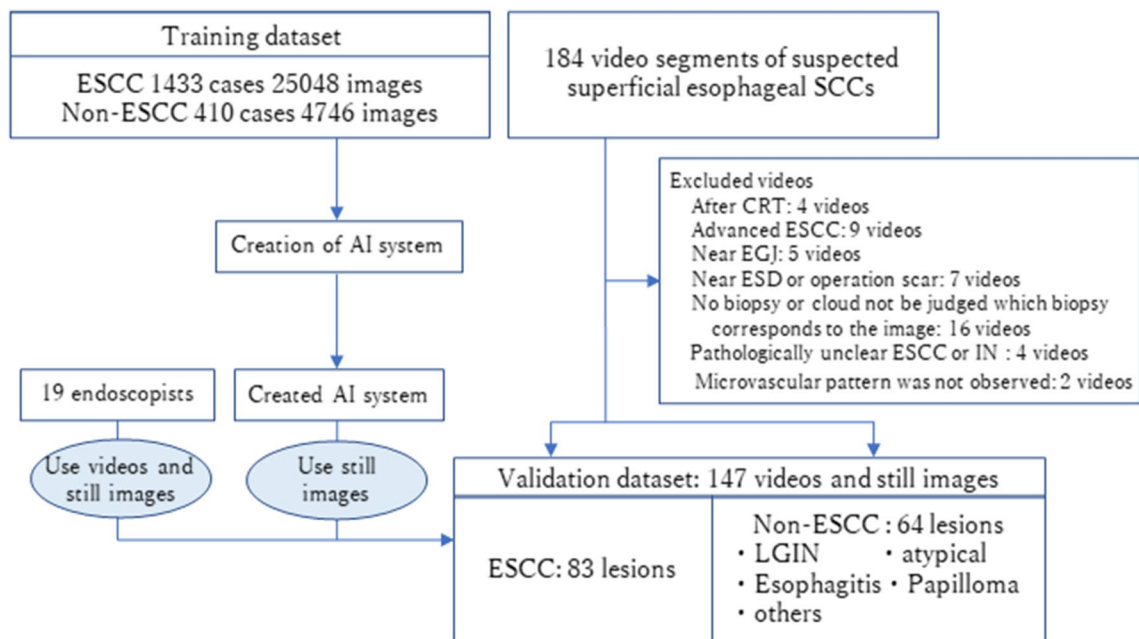 Training dataset
ESCC 1433 cases 25048 images
Non-ESCC 410 cases 4746 images
184 video segments of suspected
superficial esophageal SCCs
Excluded videos
After CRT: 4 videos
Advanced ESCC: 9 videos
Near EGJ: 5 videos
Near ESD or operation scar: 7 videos
No biopsy or cloud not be judged which biopsy
corresponds to the image: 16 videos
Pathologically unclear ESCC or IN : 4 videos
Microvascular pattern was not observed: 2 videos
Creation of AI system
19 endoscopists
Created AI system
Use videos and
still images
Use still
images
Validation dataset: 147 videos and still images
ESCC: 83 lesions
Non-ESCC : 64 lesions
・LGIN ・atypical
・Esophagitis・Papilloma
・others